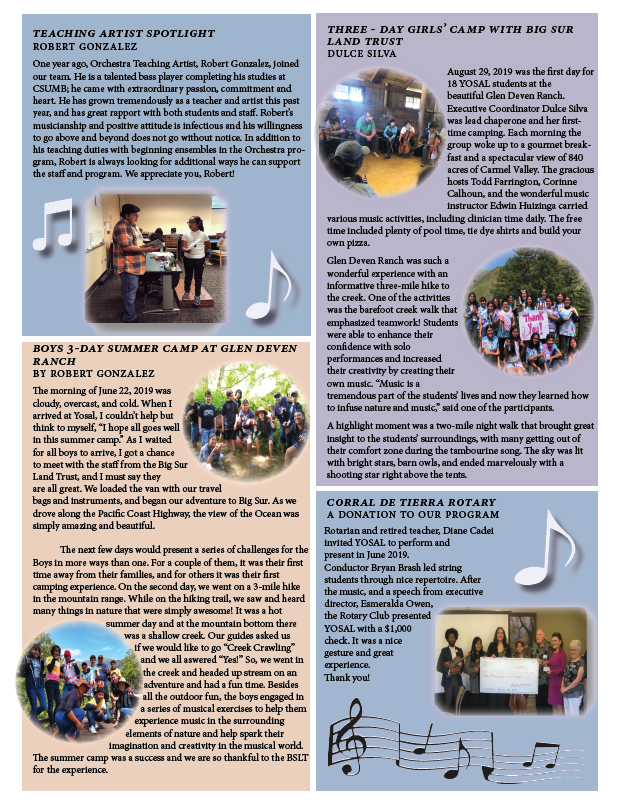 TEACHING ARTIST SPOTLIGHT
ROBERT GONZALEZ
One year ago, Orchestra Teaching Artist, Robert Gonzalez, joined
our team. He is a talented bass player completing his studies at
CSUMB; he came with extraordinary passion, commitment and
heart. He has grown tremendously as a teacher and artist this past
year, and has great rapport with both students and staff. Robert's
musicianship and positive attitude is infectious and his willingness
to go above and beyond does not go without notice. In addition to
his teaching duties with beginning ensembles in the Orchestra pro-
gram, Robert is always looking for additional ways he can support
the staff and program. We appreciate you, Robert!
BOYS 3-DAY SUMMER CAMP AT GLEN DEVEN
RANCH
BY ROBERT GONZALEZ
The morning of June 22, 2019 was
cloudy, overcast, and cold. When I
arrived at Yosal, I couldn't help but
think to myself, "I hope all goes well
in this summer camp." As I waited
for all boys to arrive, I got a chance
to meet with the staff from the Big Sur
Land Trust, and I must say they
are all great. We loaded the van with our travel
bags and instruments, and began our adventure to Big Sur. As we
drove along the Pacific Coast Highway, the view of the Ocean was
simply amazing and beautiful.
The next few days would present a series of challenges for the
Boys in more ways than one. For a couple of them, it was their first
time away from their families, and for others it was their first
camping experience. On the second day, we went on a 3-mile hike
in the mountain range. While on the hiking trail, we saw and heard
many things in nature that were simply awesome! It was a hot
summer day and at the mountain bottom there
was a shallow creek. Our guides asked us
if we would like to go "Creek Crawling"
and we all aswered "Yes!" So, we went in
the creek and headed up stream on an
adventure and had a fun time. Besides
all the outdoor fun, the boys engaged in
a series of musical exercises to help them
experience music in the surrounding
elements of nature and help spark their
imagination and creativity in the musical world.
The summer camp was a success and we are so thankful to the BSLT
for the experience.
THREE - DAY GIRLS' CAMP WITH BIG SUR
LAND TRUST
DULCE SILVA
August 29, 2019 was the first day for
18 YOSAL students at the
beautiful Glen Deven Ranch.
Executive Coordinator Dulce Silva
was lead chaperone and her first-
time camping. Each morning the
group woke up to a gourmet break-
fast and a spectacular view of 840
acres of Carmel Valley. The gracious
hosts Todd Farrington, Corinne
Calhoun, and the wonderful music
instructor Edwin Huizinga carried
various music activities, including clinician time daily. The free
time included plenty of pool time, tie dye shirts and build your
own pizza.
Glen Deven Ranch was such a
wonderful experience with an
informative three-mile hike to
the creek. One of the activities
was the barefoot creek walk that
emphasized teamwork! Students
were able to enhance their
confidence with solo
performances and increased
their creativity by creating their
own music. "Music is a
tremendous part of the students' lives and now they learned how
to infuse nature and music," said one of the participants.
Thank
You!
A highlight moment was a two-mile night walk that brought great
insight to the students' surroundings, with many getting out of
their comfort zone during the tambourine song. The sky was lit
with bright stars, barn owls, and ended marvelously with a
shooting star right above the tents.
CORRAL DE TIERRA ROTARY
A DONATION TO OUR PROGRAM
Rotarian and retired teacher, Diane Cadei
invited YOSAL to perform and
present in June 2019.
Conductor Bryan Brash led string
students through nice repertoire. After
the music, and a speech from executive
director, Esmeralda Owen,
the Rotary Club presented
YOSAL with a $1,000
check. It was a nice
gesture and great
experience.
Thank you!